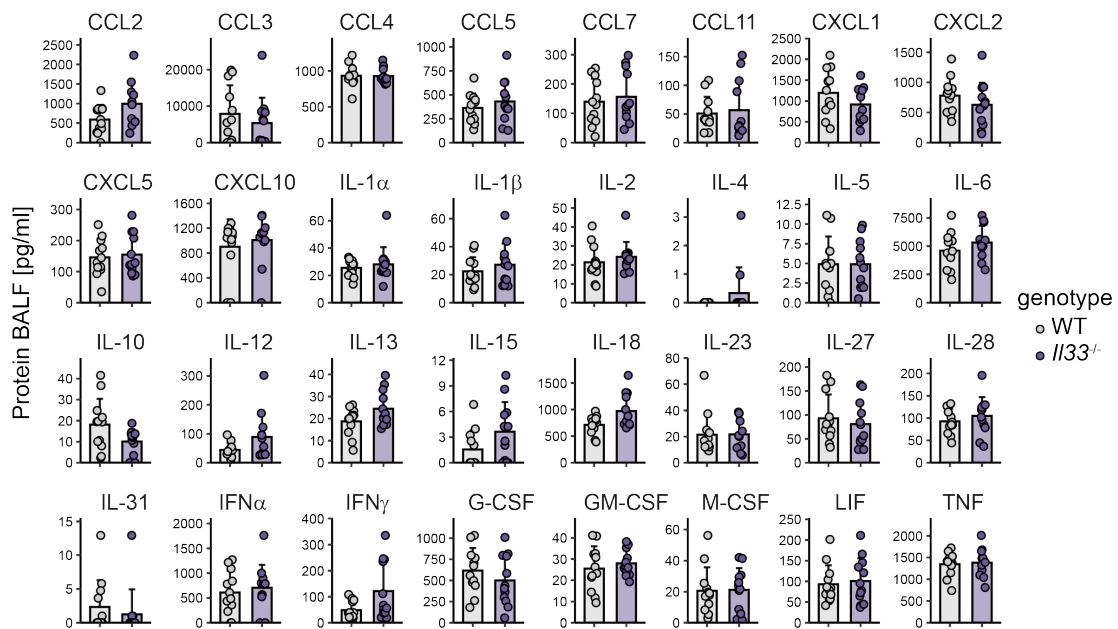 CCL2 CCL3 CCL4 CCL5 CCL7 CCL11 CXCL1 CXCL2
2500 2000 1500 1000 500 0
20000 10000 0
1000 500 0
1000 750 500 250 0
300 200 100 0
150 100 50 0
2500 2000 1500 1000 500 0
1500 1000 500 0
CXCL5 CXCL10 IL-1α IL-1β IL-2 IL-4 IL-5 IL-6
300 200 100 0
1600 1200 800 400 0
60 40 20 0
60 40 20 0
50 40 30 20 10 0
3 2 1 0
12.5 10.0 7.5 5.0 2.5 0.0
7500 5000 2500 0
Protein BALF [pg/ml]
genotype
WT
Il33-/-
IL-10 IL-12 IL-13 IL-15 IL-18 IL-23 IL-27 IL-28
40 30 20 10 0
300 200 100 0
40 30 20 10 0
12 9 6 3 0
1500 1000 500 0
80 60 40 20 0
200 150 100 50 0
200 150 100 50 0
IL-31 IFNα IFNγ G-CSF GM-CSF M-CSF LIF TNF
15 10 5 0
2000 1500 1000 500 0
400 300 200 100 0
1000 750 500 250 0
40 30 20 10 0
60 40 20 0
250 200 150 100 50 0
2000 1500 1000 500 0